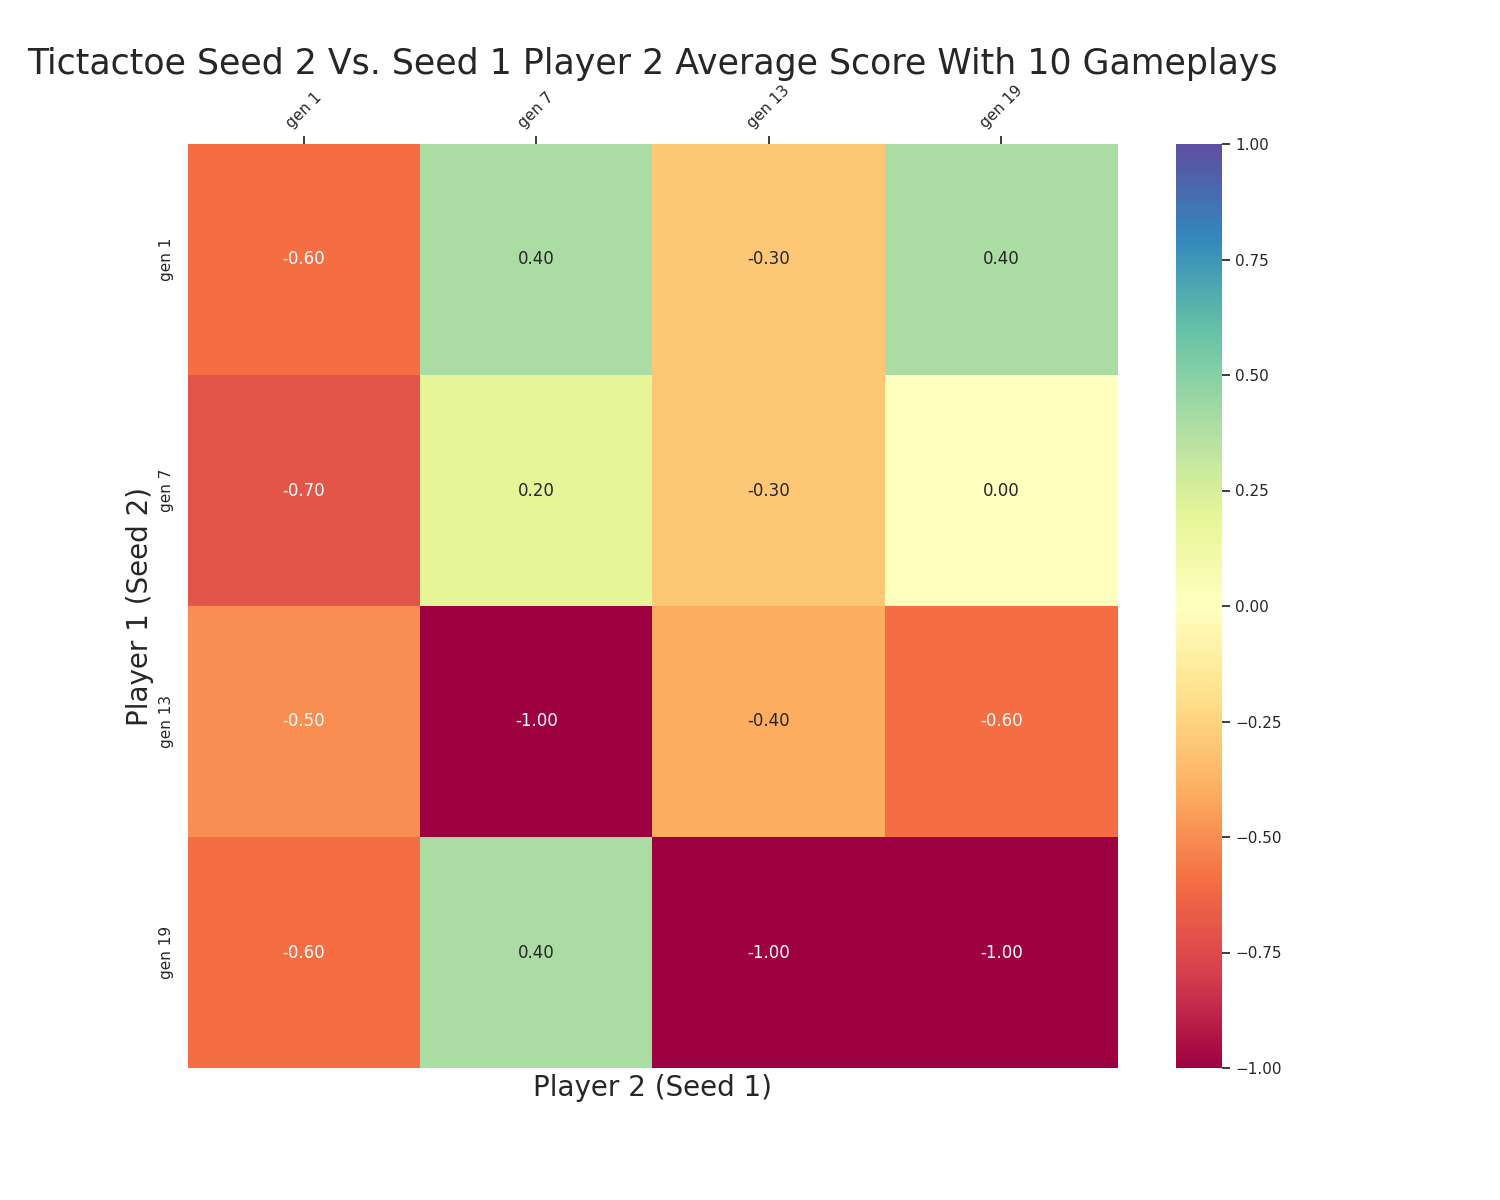 Tictactoe Seed 2 Vs. Seed 1 Player 2 Average Score With 10 Gameplays
gen 1
gen 7
gen 13
gen 19
Player 1 (Seed 2)
gen 1
-0.60
0.40
-0.30
0.40
gen 7
-0.70
0.20
-0.30
0.00
gen 13
-0.50
-1.00
-0.40
-0.60
gen 19
-0.60
0.40
-1.00
-1.00
Player 2 (Seed 1)
1.00
0.75
0.50
0.25
0.00
−0.25
−0.50
−0.75
−1.00